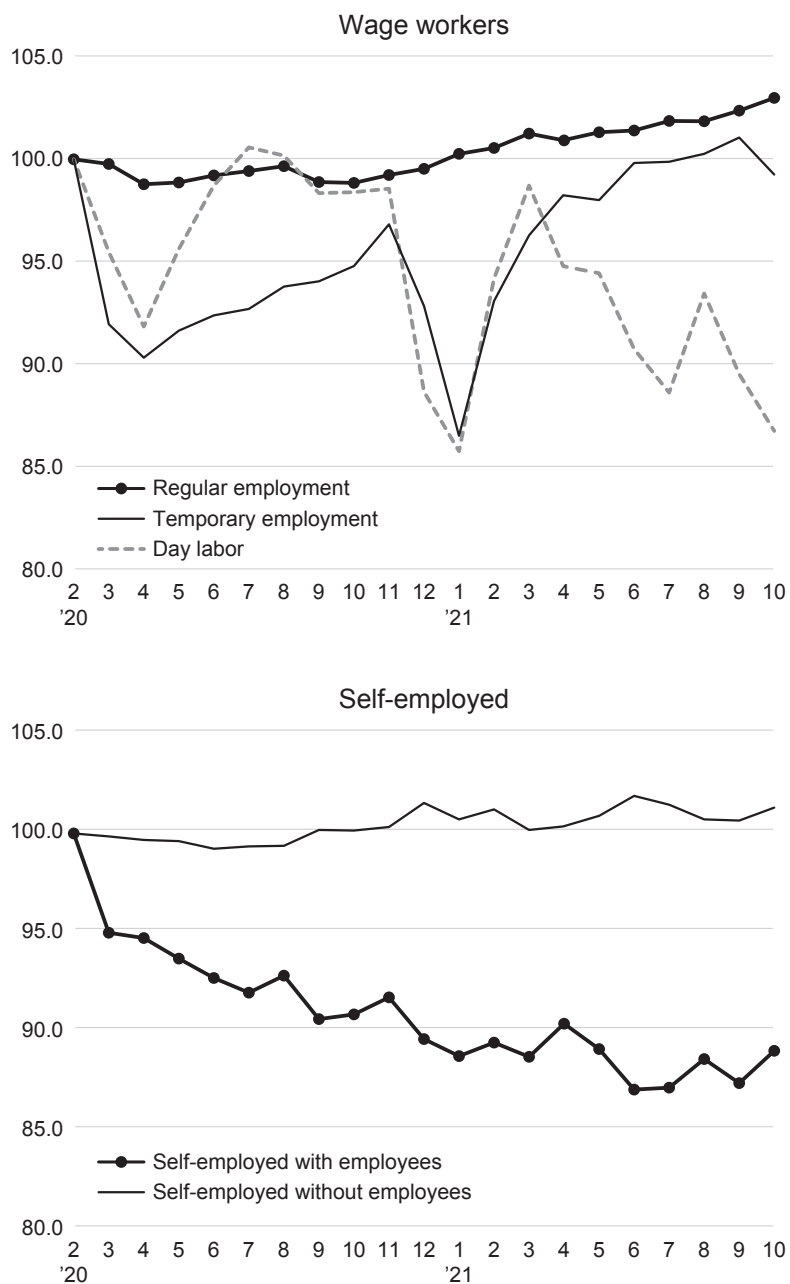 Wage workers
105.0
100.0
95.0
90.0
85.0
80.0
Regular employment
Temporary employment
Day labor
2 3 4 5 6 7 8 9 10 11 12 1 2 3 4 5 6 7 8 9 10
’20 ’21
Self-employed
105.0
100.0
95.0
90.0
85.0
80.0
Self-employed with employees
Self-employed without employees
2 3 4 5 6 7 8 9 10 11 12 1 2 3 4 5 6 7 8 9 10
’20 ’21